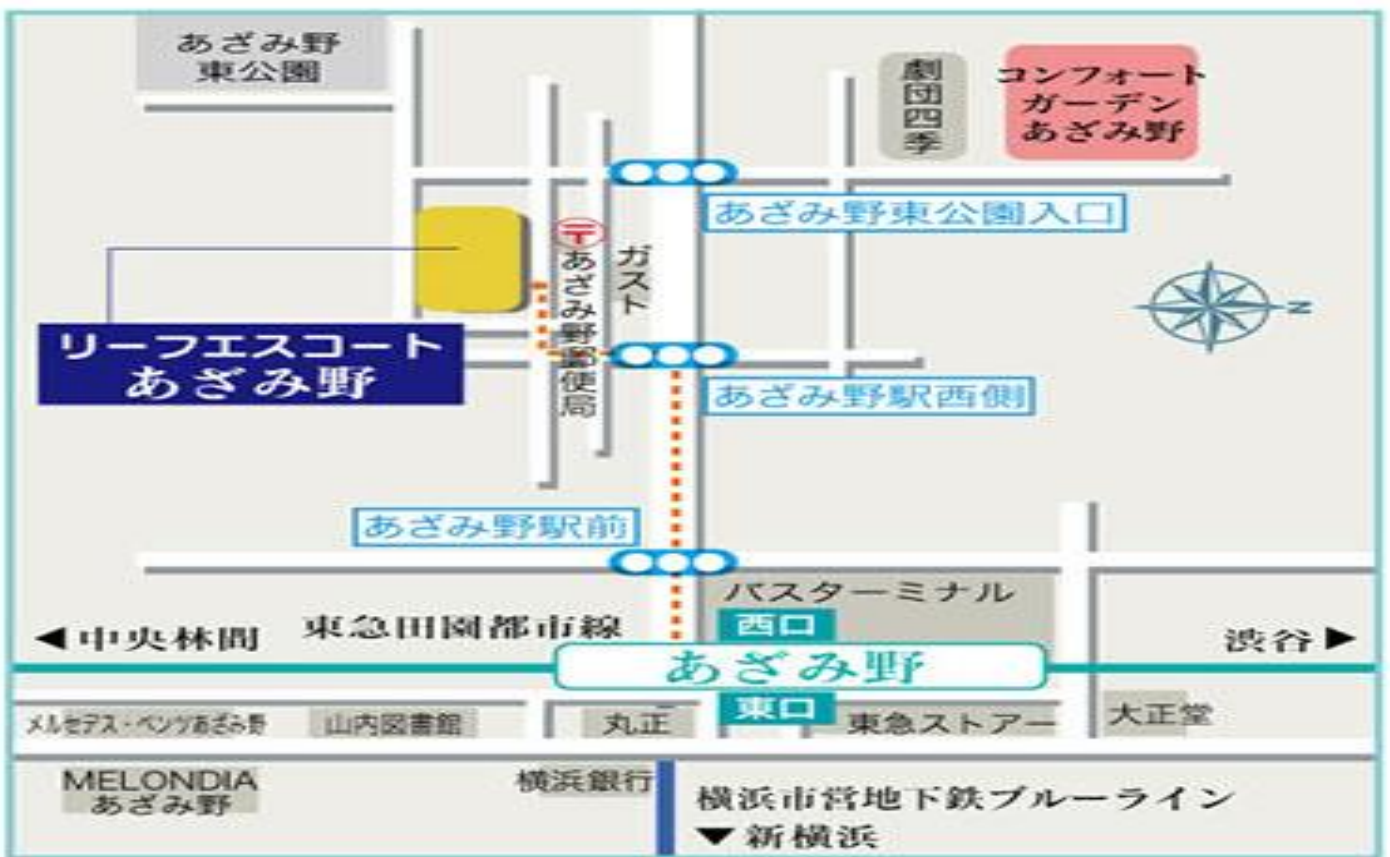 あざみ野
東公園
劇団四季
コンフォート
ガーデン
あざみ野
あざみ野東公園入口
〒あざみ野郵便局
ガスト
N
リーフエスコート
あざみ野
あざみ野駅西側
あざみ野駅前
バスターミナル
西口
◀中央林間
東急田園都市線
渋谷▶
あざみ野
東口
メルセデス・ベンツあざみ野
山内図書館
丸正
東急ストアー
大正堂
MELONDIA
あざみ野
横浜銀行
横浜市営地下鉄ブルーライン
▼新横浜